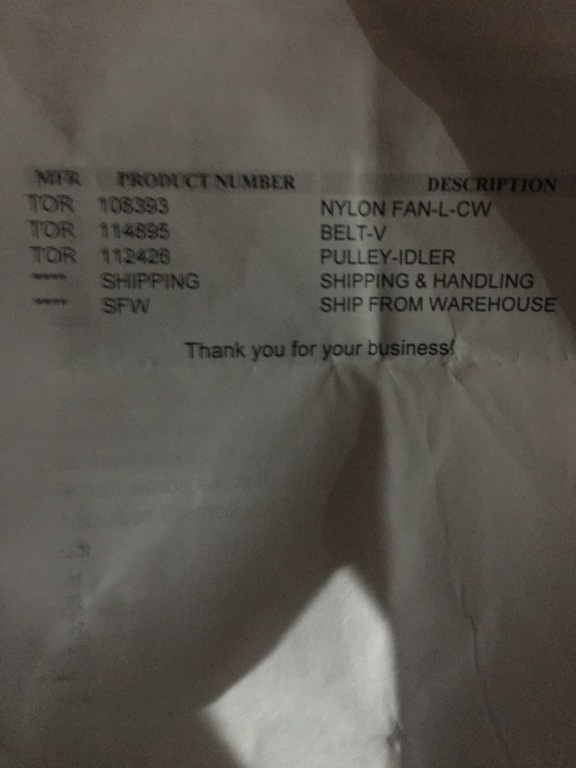 MFR PRODUCT NUMBER DESCRIPTION
TOR 108393 NYLON FAN-L-CW
TOR 114895 BELT-V
TOR 112426 PULLEY-IDLER
**** SHIPPING SHIPPING & HANDLING
**** SFW SHIP FROM WAREHOUSE
Thank you for your business!